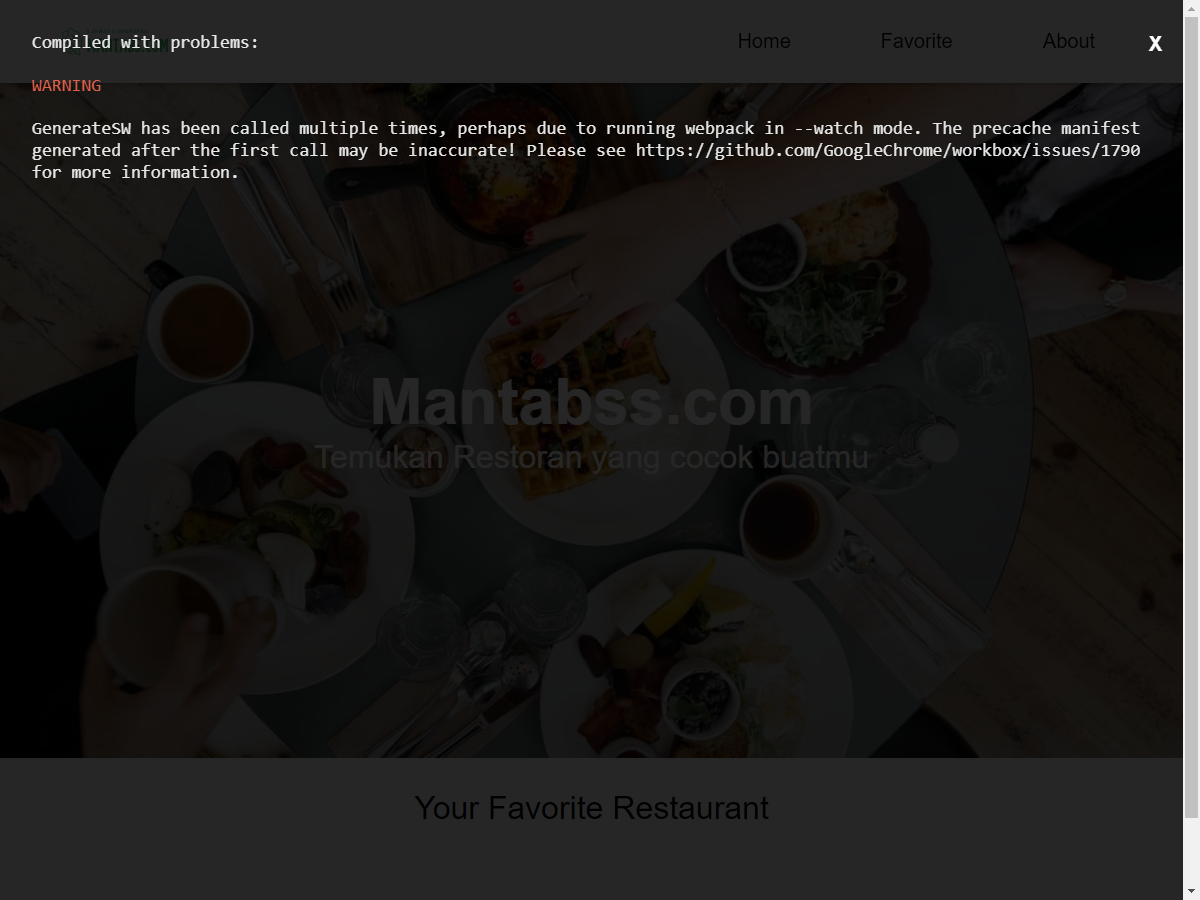 Compiled with problems:
Home
Favorite
About
X
WARNING
GenerateSW has been called multiple times, perhaps due to running webpack in --watch mode. The precache manifest
generated after the first call may be inaccurate! Please see https://github.com/GoogleChrome/workbox/issues/1790
for more information.
Mantabss.com
Temukan Restoran yang cocok buatmu
Your Favorite Restaurant